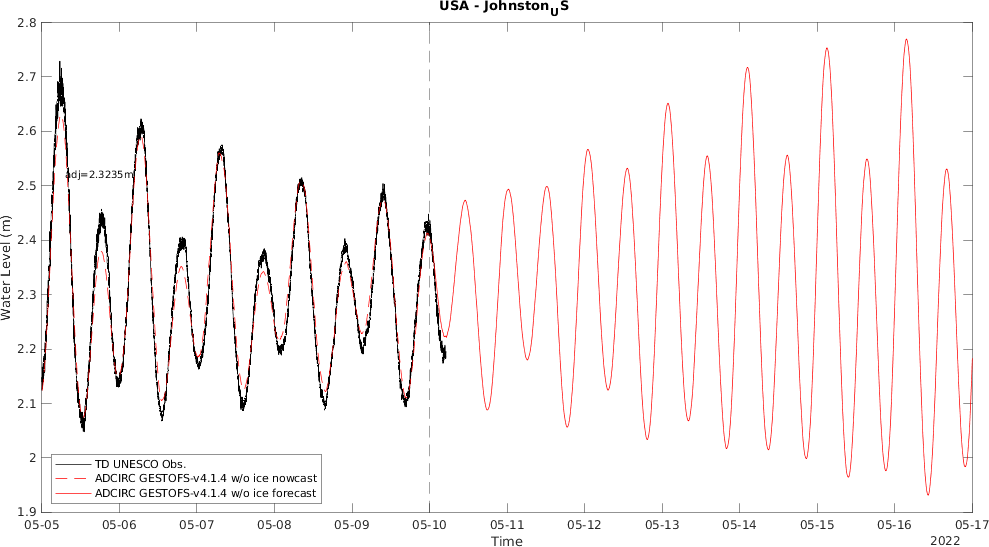 USA - Johnston_US
2.8
2.7
2.6
2.5
2.4
2.3
2.2
2.1
2
1.9
Water Level (m)
adj=2.3235m
TD UNESCO Obs.
ADCIRC GESTOFS-v4.1.4 w/o ice nowcast
ADCIRC GESTOFS-v4.1.4 w/o ice forecast
05-05 05-06 05-07 05-08 05-09 05-10 05-11 05-12 05-13 05-14 05-15 05-16 05-17
Time
2022